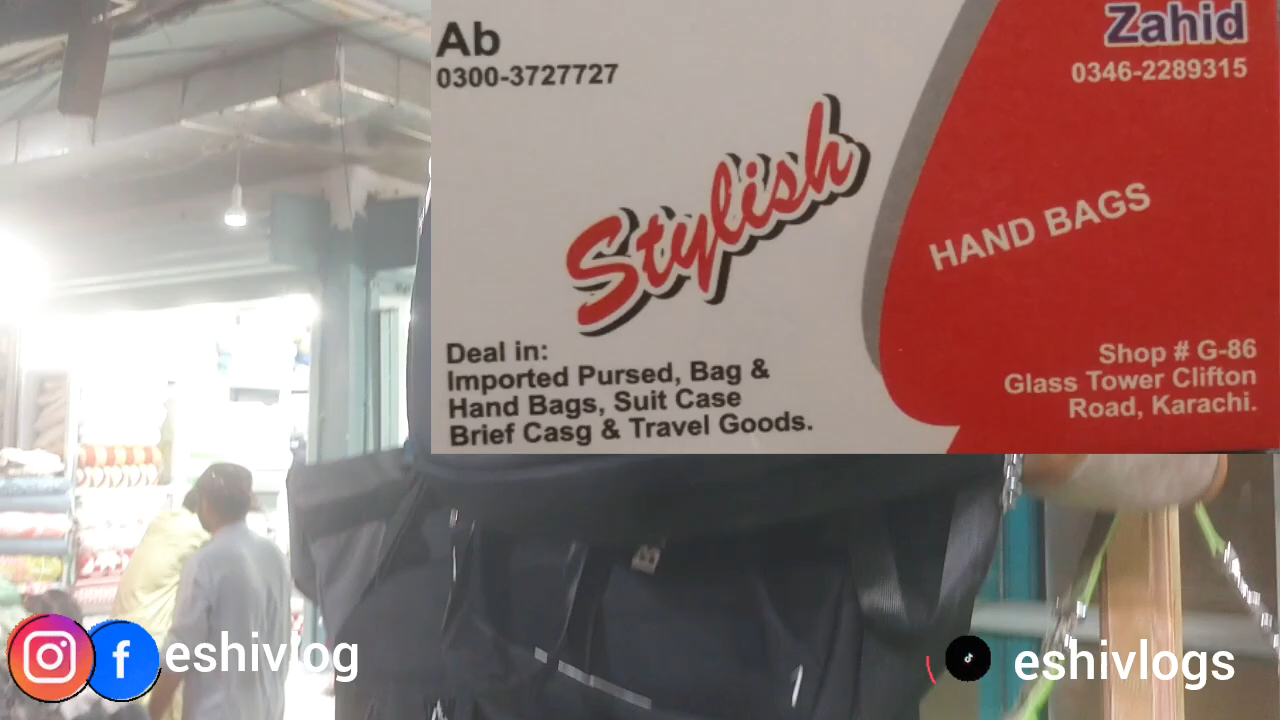 Ab
0300-3727727
Zahid
0346-2289315
Stylish
HAND BAGS
Deal in:
Imported Pursed, Bag &
Hand Bags, Suit Case
Brief Casg & Travel Goods.
Shop # G-86
Glass Tower Clifton
Road, Karachi.
eshivlog
eshivlogs